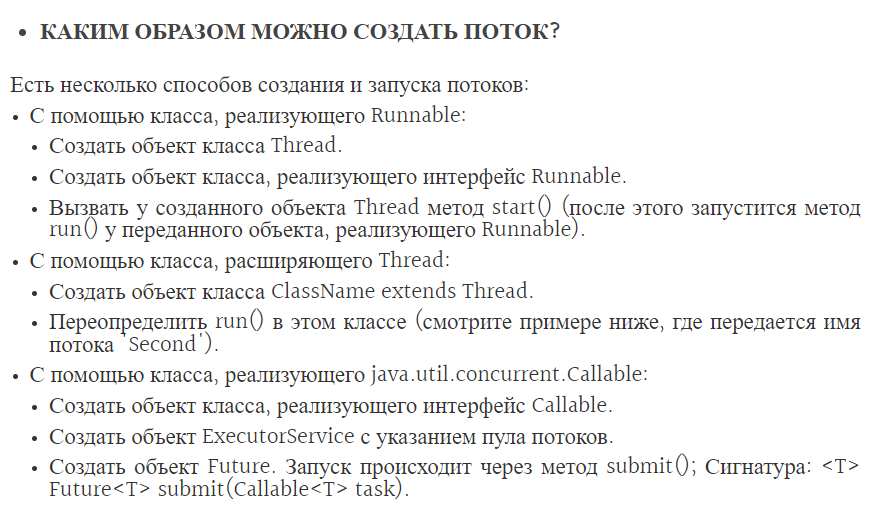 • КАКИМ ОБРАЗОМ МОЖНО СОЗДАТЬ ПОТОК?
Есть несколько способов создания и запуска потоков:
• С помощью класса, реализующего Runnable:
• Создать объект класса Thread.
• Создать объект класса, реализующего интерфейс Runnable.
• Вызвать у созданного объекта Thread метод start() (после этого запустится метод
run() у переданного объекта, реализующего Runnable).
• С помощью класса, расширяющего Thread:
• Создать объект класса ClassName extends Thread.
• Переопределить run() в этом классе (смотрите примере ниже, где передается имя
потока 'Second').
• С помощью класса, реализующего java.util.concurrent.Callable:
• Создать объект класса, реализующего интерфейс Callable.
• Создать объект ExecutorService с указанием пула потоков.
• Создать объект Future. Запуск происходит через метод submit(); Сигнатура: <T>
Future<T> submit(Callable<T> task).